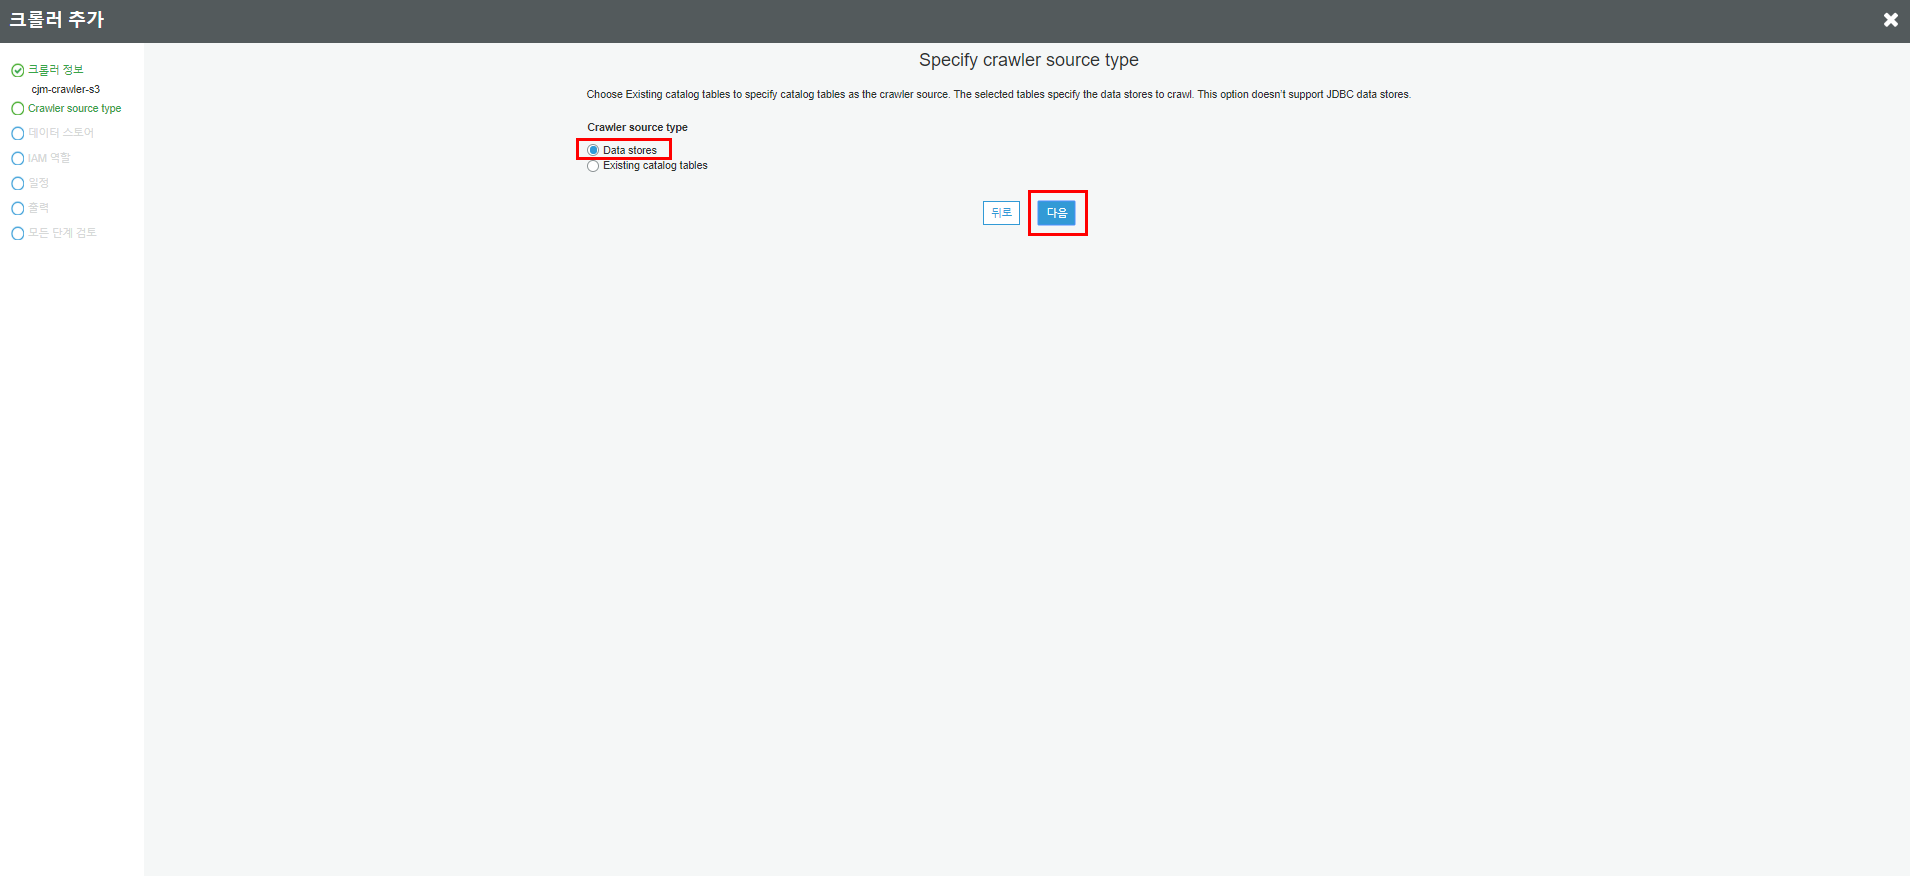 크롤러 추가
크롤러 정보
cjm-crawler-s3
Crawler source type
데이터 스토어
IAM 역할
일정
출력
모든 단계 검토
Specify crawler source type
Choose Existing catalog tables to specify catalog tables as the crawler source. The selected tables specify the data stores to crawl. This option doesn't support JDBC data stores.
Crawler source type
Data stores
Existing catalog tables
뒤로 다음